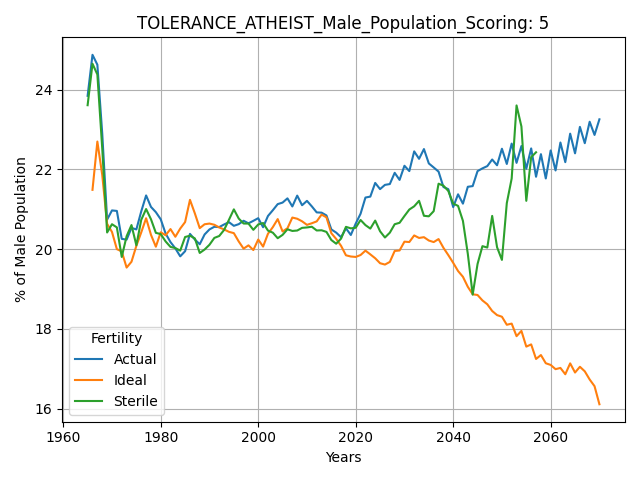 TOLERANCE_ATHEIST_Male_Population_Scoring: 5
% of Male Population
24
22
20
18
16
Fertility
Actual
Ideal
Sterile
1960 1980 2000 2020 2040 2060
Years